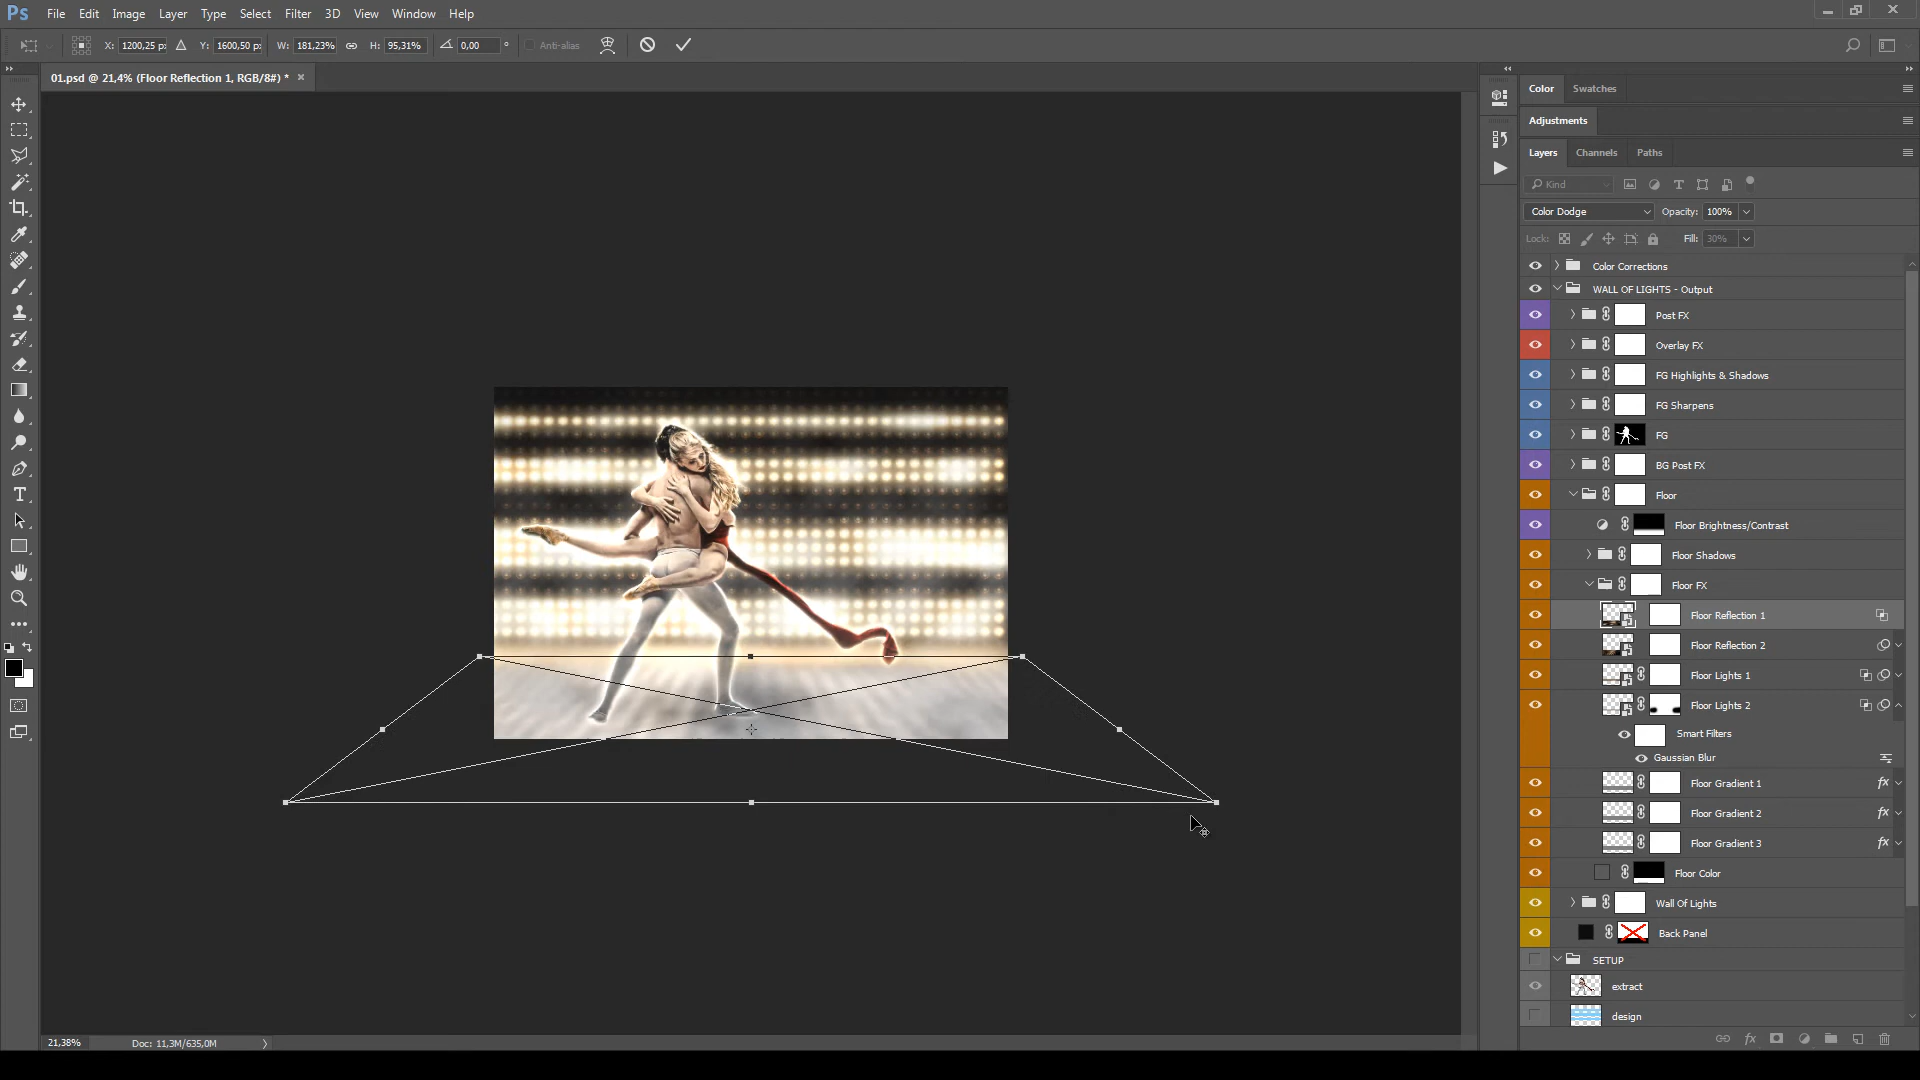 Ps File Edit Image Layer Type Select Filter 3D View Window Help
X: 1200,25 px Y: 1600,50 px W: 181,23% H: 95,31% 0,00 ° Anti-alias
01.psd @ 21,4% (Floor Reflection 1, RGB/8#) * ×
Color Swatches
Adjustments
Layers Channels Paths
Kind
Color Dodge Opacity: 100%
Lock: Fill: 30%
Color Corrections
WALL OF LIGHTS - Output
Post FX
Overlay FX
FG Highlights & Shadows
FG Sharpens
FG
BG Post FX
Floor
Floor Brightness/Contrast
Floor Shadows
Floor FX
Floor Reflection 1
Floor Reflection 2
Floor Lights 1
Floor Lights 2
Smart Filters
Gaussian Blur
Floor Gradient 1 fx
Floor Gradient 2 fx
Floor Gradient 3 fx
Floor Color
Wall Of Lights
Back Panel
SETUP
extract
design
21,38% Doc: 11,3M/635,0M
fx